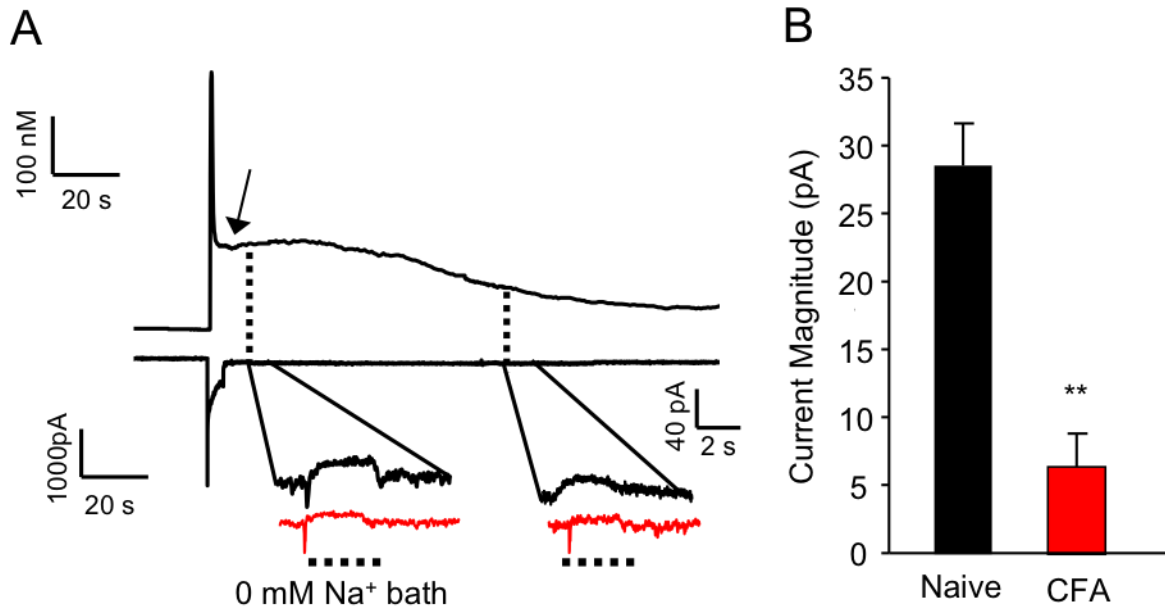 A
100 nM
20 s
1000pA
20 s
40 pA
2 s
0 mM Na⁺ bath
B
Current Magnitude (pA)
35
30
25
20
15
10
5
0
**
Naive
CFA